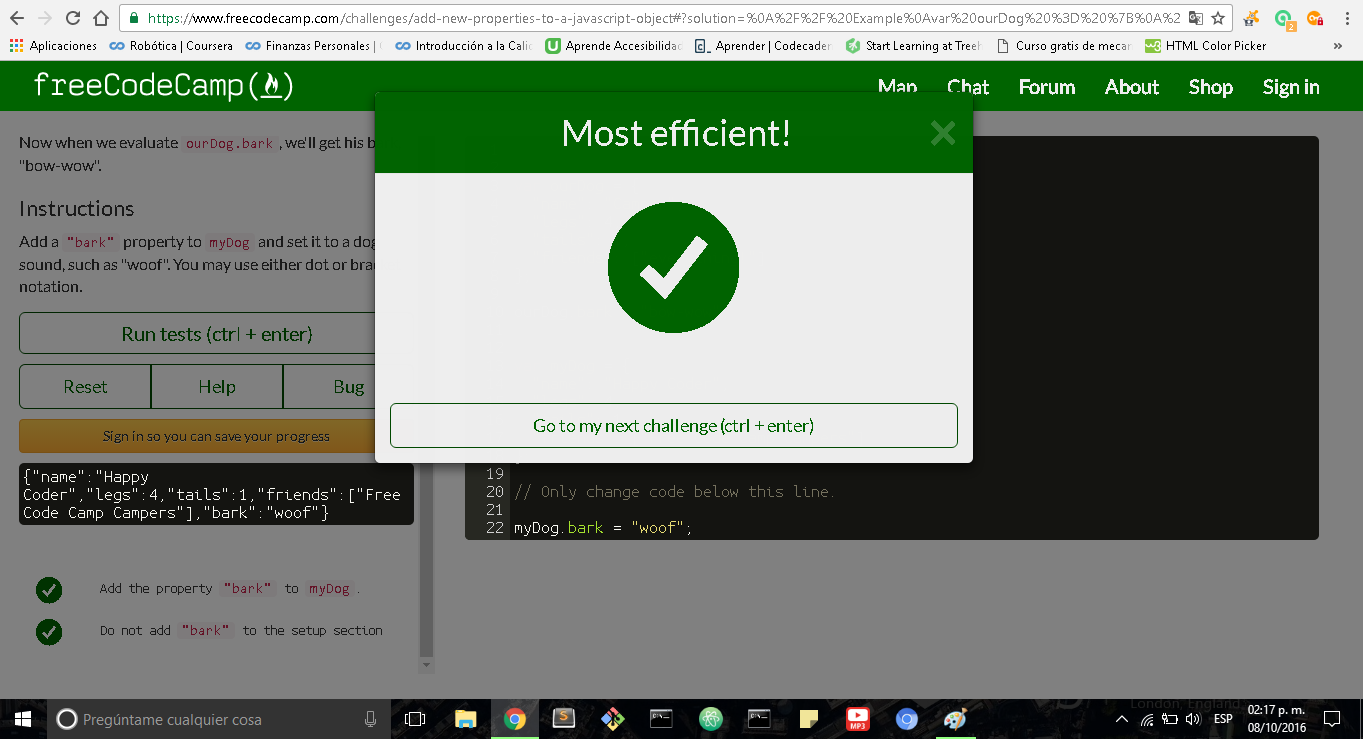 https://www.freecodecamp.com/challenges/add-new-properties-to-a-javascript-object#?solution=%0A%2F%2F%20Example%0Avar%20ourDog%20%3D%20%7B%0A%2
Aplicaciones Robótica | Coursera Finanzas Personales | Introducción a la Cali Aprende Accesibilidad Aprender | Codecader Start Learning at Treeh Curso gratis de mecan HTML Color Picker »
freeCodeCamp
Map Chat Forum About Shop Sign in
Most efficient!
Now when we evaluate ourDog.bark , we'll get his b
"bow-wow".
Instructions
Add a "bark" property to myDog and set it to a dog
sound, such as "woof". You may use either dot or bra
notation.
Run tests (ctrl + enter)
Reset Help Bug
Sign in so you can save your progress
Go to my next challenge (ctrl + enter)
{"name":"Happy
Coder","legs":4,"tails":1,"friends":["Free
Code Camp Campers"],"bark":"woof"}
19
20 // Only change code below this line.
21
22 myDog.bark = "woof";
Add the property "bark" to myDog .
Do not add "bark" to the setup section
London, England
Pregúntame cualquier cosa
MP3
ESP
02:17 p. m.
08/10/2016